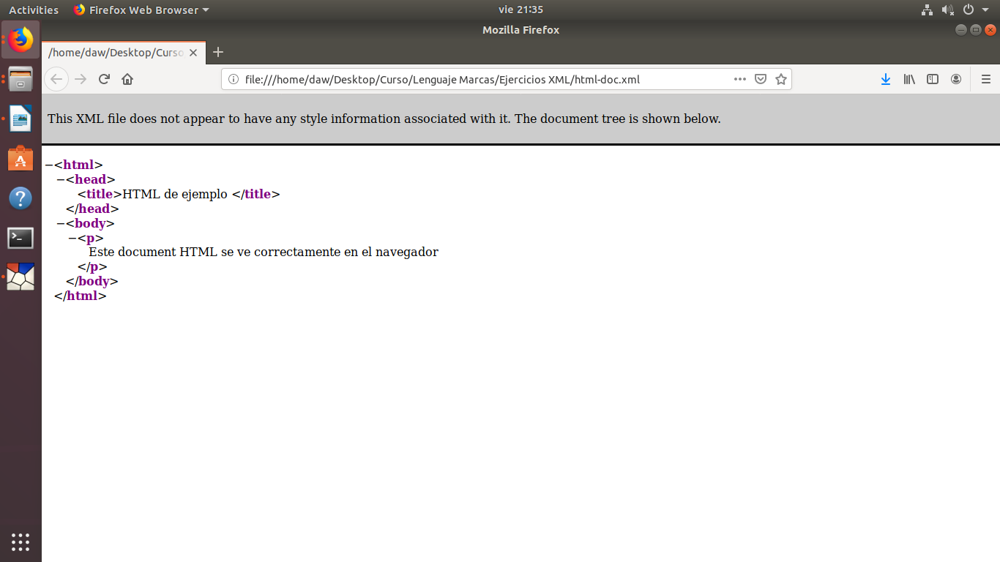 Activities Firefox Web Browser vie 21:35
Mozilla Firefox
/home/daw/Desktop/Curso
file:///home/daw/Desktop/Curso/Lenguaje Marcas/Ejercicios XML/html-doc.xml
This XML file does not appear to have any style information associated with it. The document tree is shown below.
−<html>
−<head>
<title>HTML de ejemplo </title>
</head>
−<body>
−<p>
Este document HTML se ve correctamente en el navegador
</p>
</body>
</html>